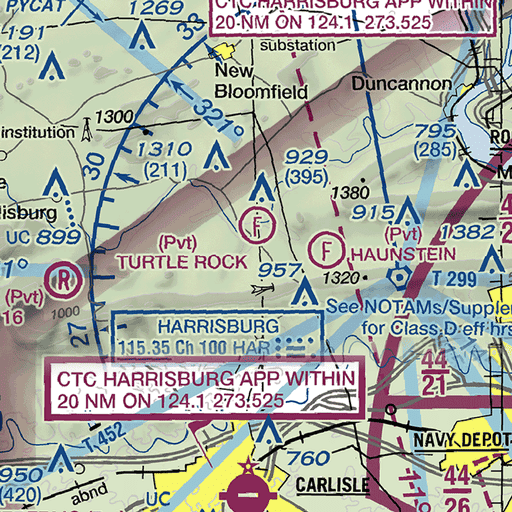 PYCAT
1269
CTC HARRISBURG APP WITHIN
20 NM ON 124.1 273.525
191
(212)
33
substation
New
Bloomfield
Duncannon
321°
1300
institution
795
(285)
RO
30
1310
(211)
929
(395)
1380
M
isburg
UC 899
915
(Pvt)
HAUNSTEIN
1382
(Pvt)
TURTLE ROCK
F
F
1°
R
(Pvt)
16
957
1320
T 299
1000
See NOTAMs/Supplem
for Class D eff hrs
27
HARRISBURG
115.35 Ch 100 HAR
CTC HARRISBURG APP WITHIN
20 NM ON 124.1 273.525
44
21
T 452
NAVY DEPOT
950
(420)
abnd
UC
760
CARLISLE
44
26